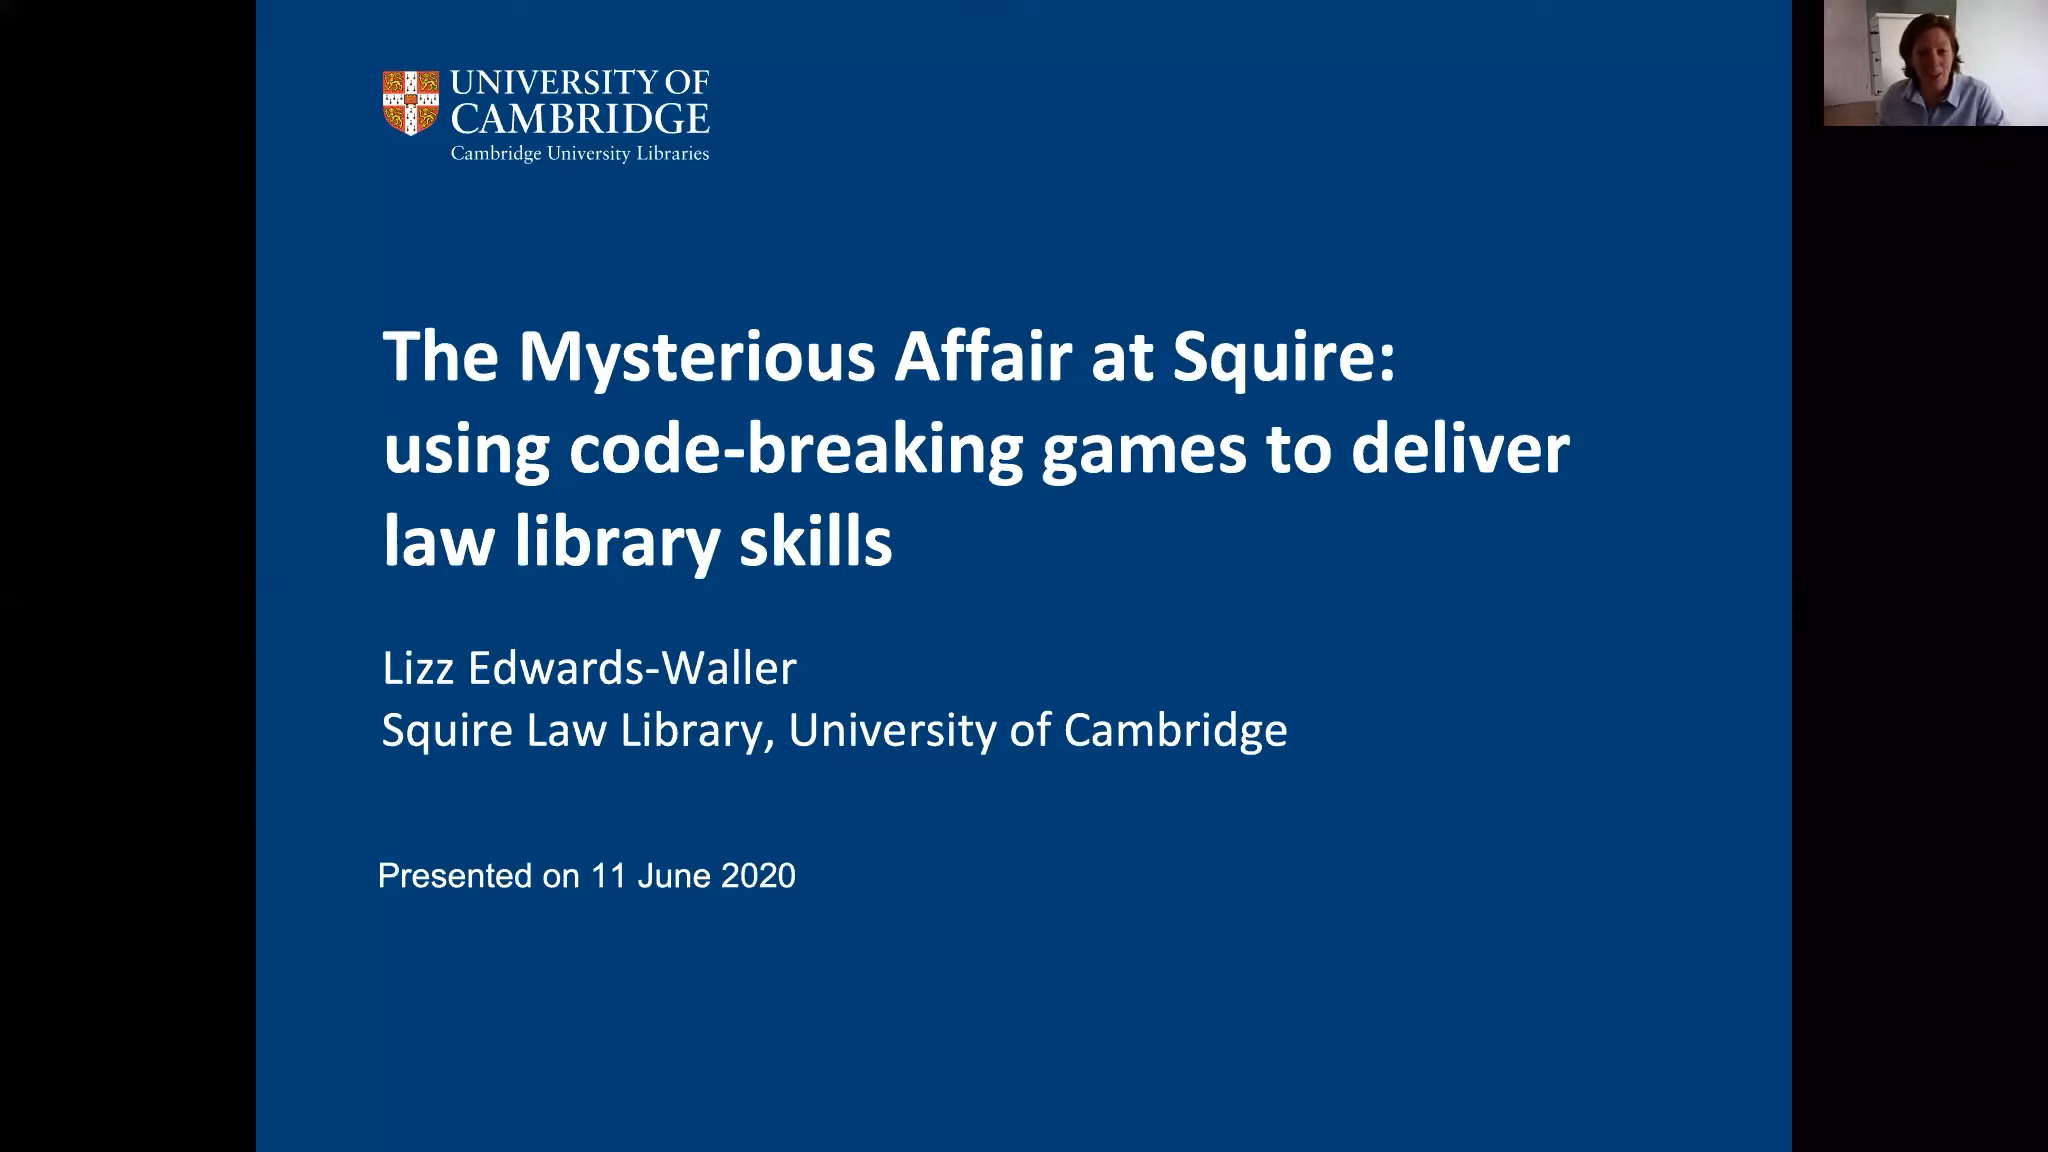 UNIVERSITY OF
CAMBRIDGE
Cambridge University Libraries
The Mysterious Affair at Squire:
using code-breaking games to deliver
law library skills
Lizz Edwards-Waller
Squire Law Library, University of Cambridge
Presented on 11 June 2020